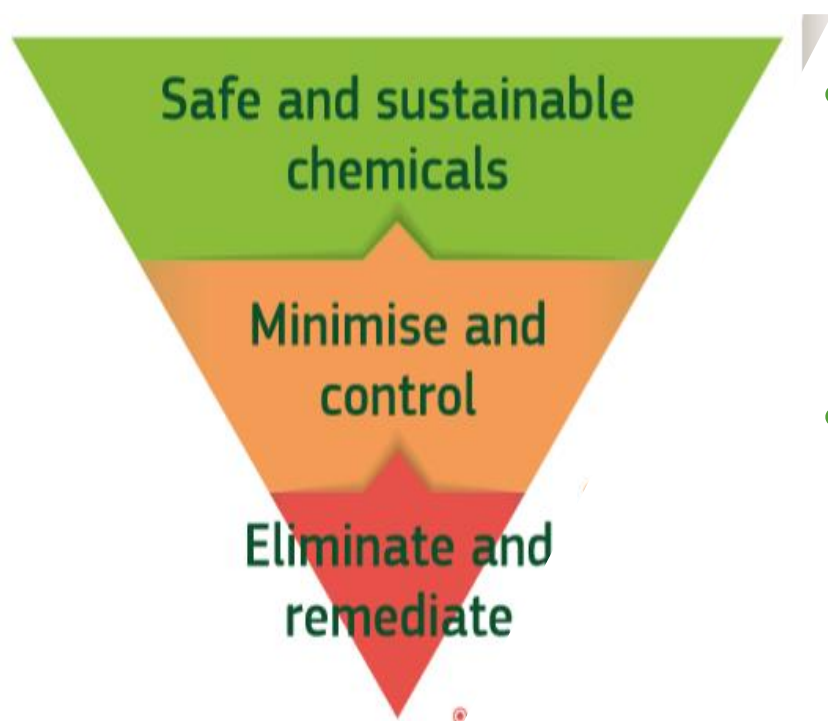 Safe and sustainable
chemicals
Minimise and
control
Eliminate and
remediate